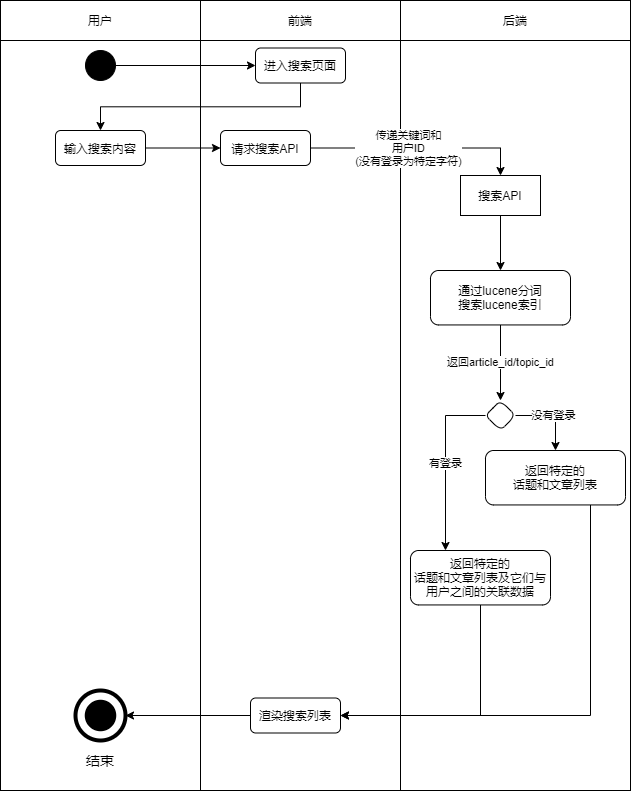 用户
前端
后端
进入搜索页面
输入搜索内容
请求搜索API
传递关键词和
用户ID
(没有登录为特定字符)
搜索API
通过lucene分词
搜索lucene索引
返回article_id/topic_id
没有登录
有登录
返回特定的
话题和文章列表
返回特定的
话题和文章列表及它们与
用户之间的关联数据
渲染搜索列表
结束